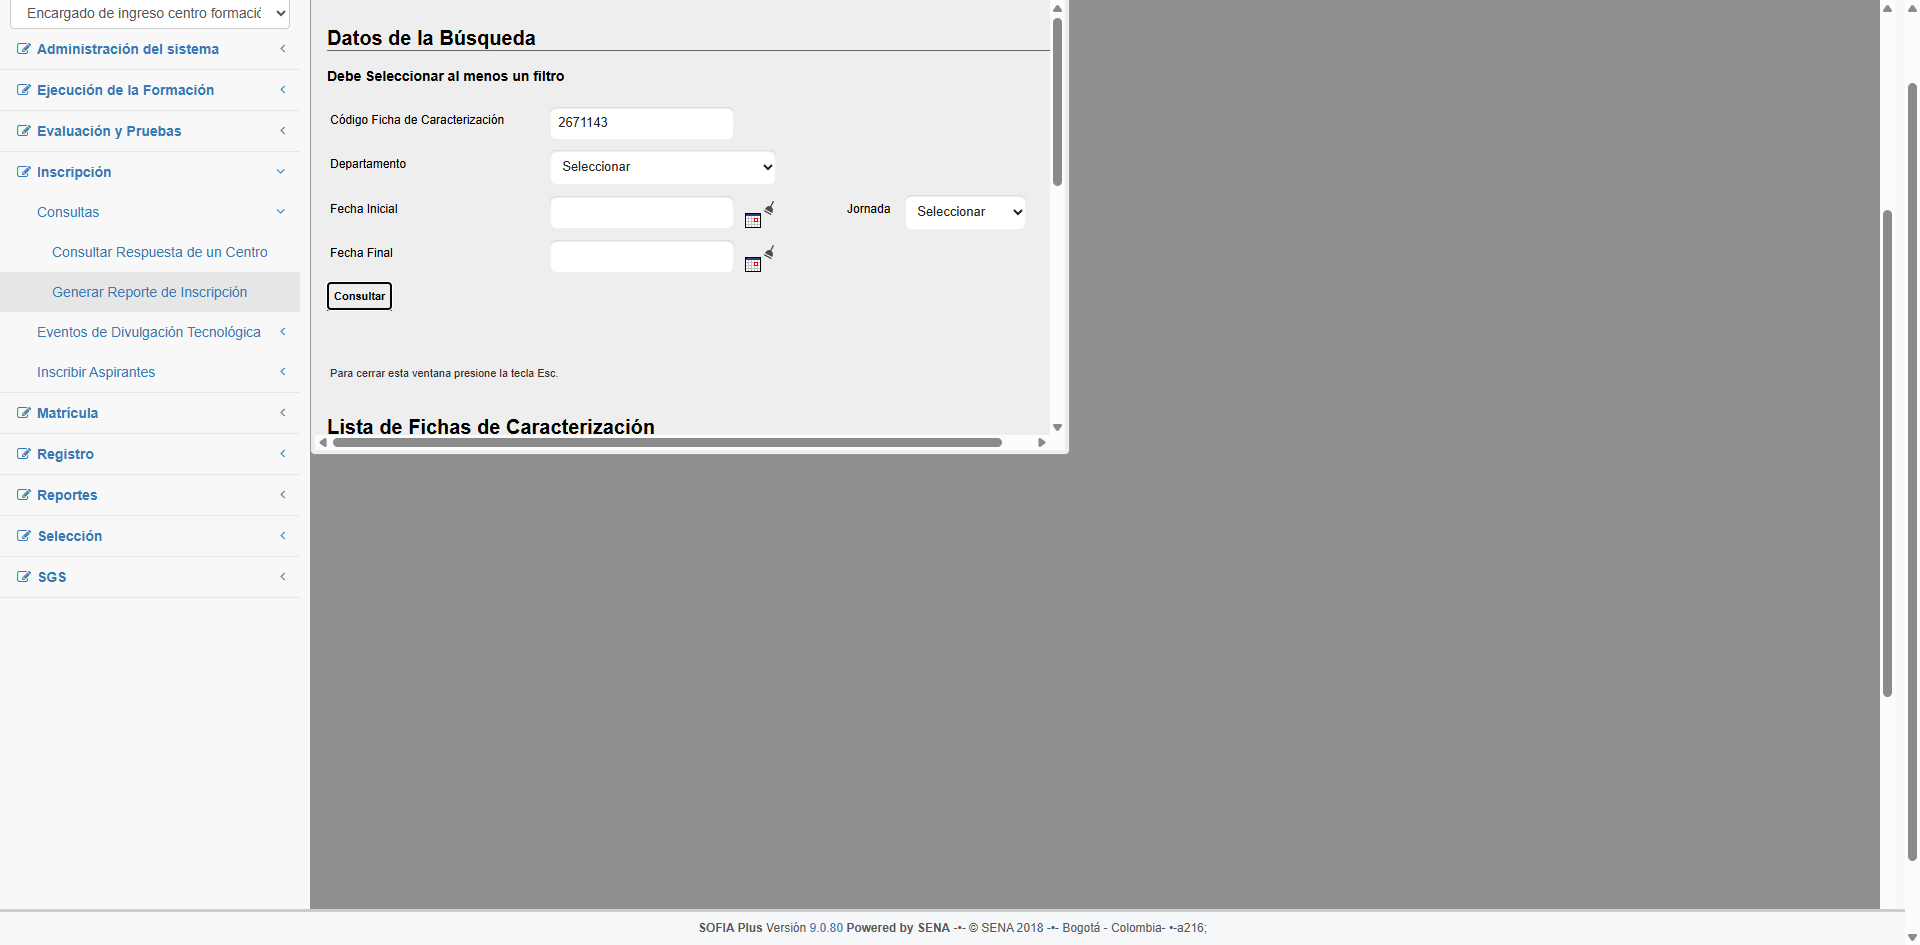 Encargado de ingreso centro formació
Administración del sistema
Ejecución de la Formación
Evaluación y Pruebas
Inscripción
Consultas
Consultar Respuesta de un Centro
Generar Reporte de Inscripción
Eventos de Divulgación Tecnológica
Inscribir Aspirantes
Matrícula
Registro
Reportes
Selección
SGS
Datos de la Búsqueda
Debe Seleccionar al menos un filtro
Código Ficha de Caracterización 2671143
Departamento Seleccionar
Fecha Inicial Jornada Seleccionar
Fecha Final
Consultar
Para cerrar esta ventana presione la tecla Esc.
Lista de Fichas de Caracterización
SOFIA Plus Versión 9.0.80 Powered by SENA -•- © SENA 2018 -•- Bogotá - Colombia- •-a216;